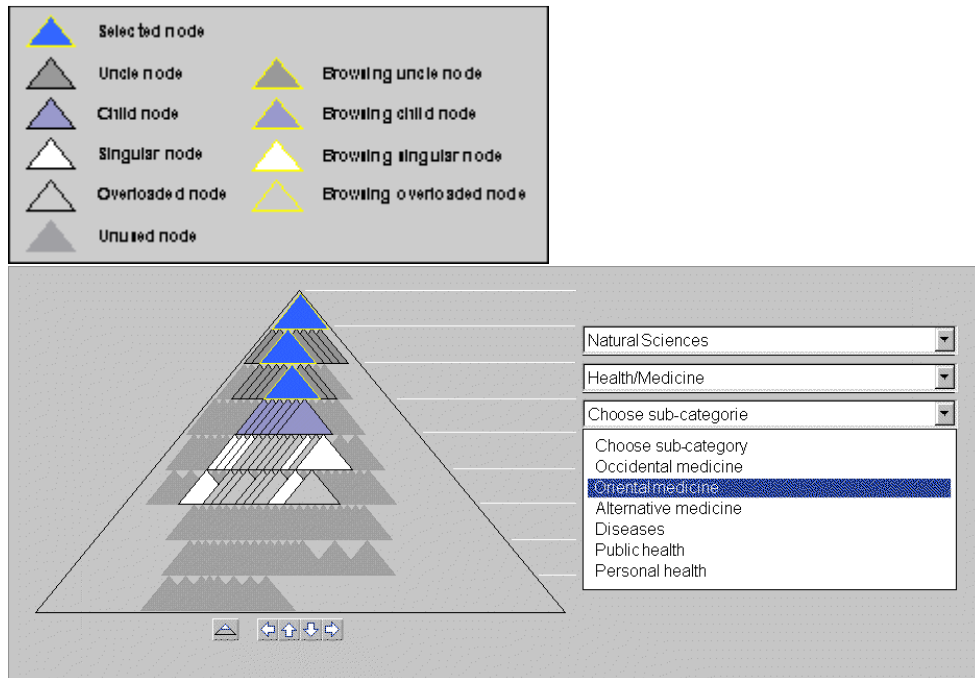 Selected node
Uncle node
Browsing uncle node
Child node
Browsing child node
Singular node
Browsing singular node
Overloaded node
Browsing overloaded node
Unused node
Natural Sciences
Health/Medicine
Choose sub-categorie
Choose sub-category
Occidental medicine
Oriental medicine
Alternative medicine
Diseases
Public health
Personal health